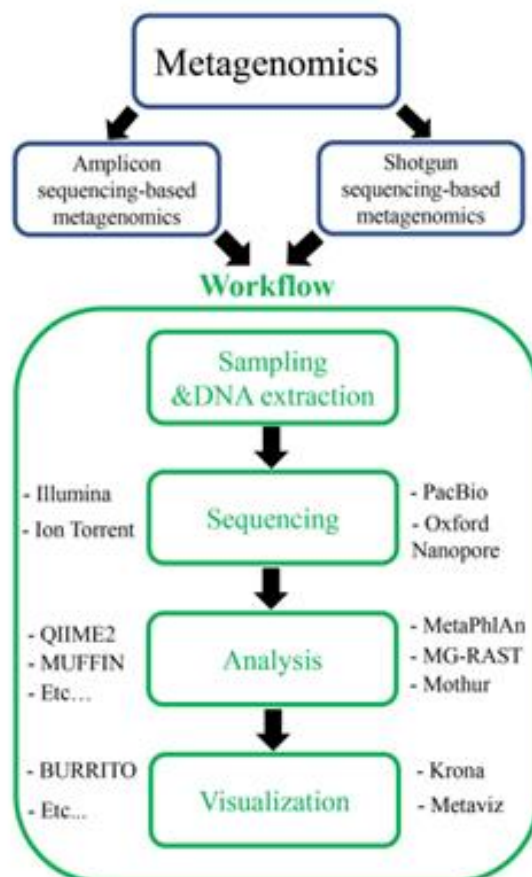 Metagenomics
Amplicon
sequencing-based
metagenomics
Shotgun
sequencing-based
metagenomics
Workflow
Sampling
&DNA extraction
- Illumina
- Ion Torrent
Sequencing
- PacBio
- Oxford
Nanopore
- QIIME2
- MUFFIN
- Etc…
Analysis
- MetaPhlAn
- MG-RAST
- Mothur
- BURRITO
- Etc...
Visualization
- Krona
- Metaviz